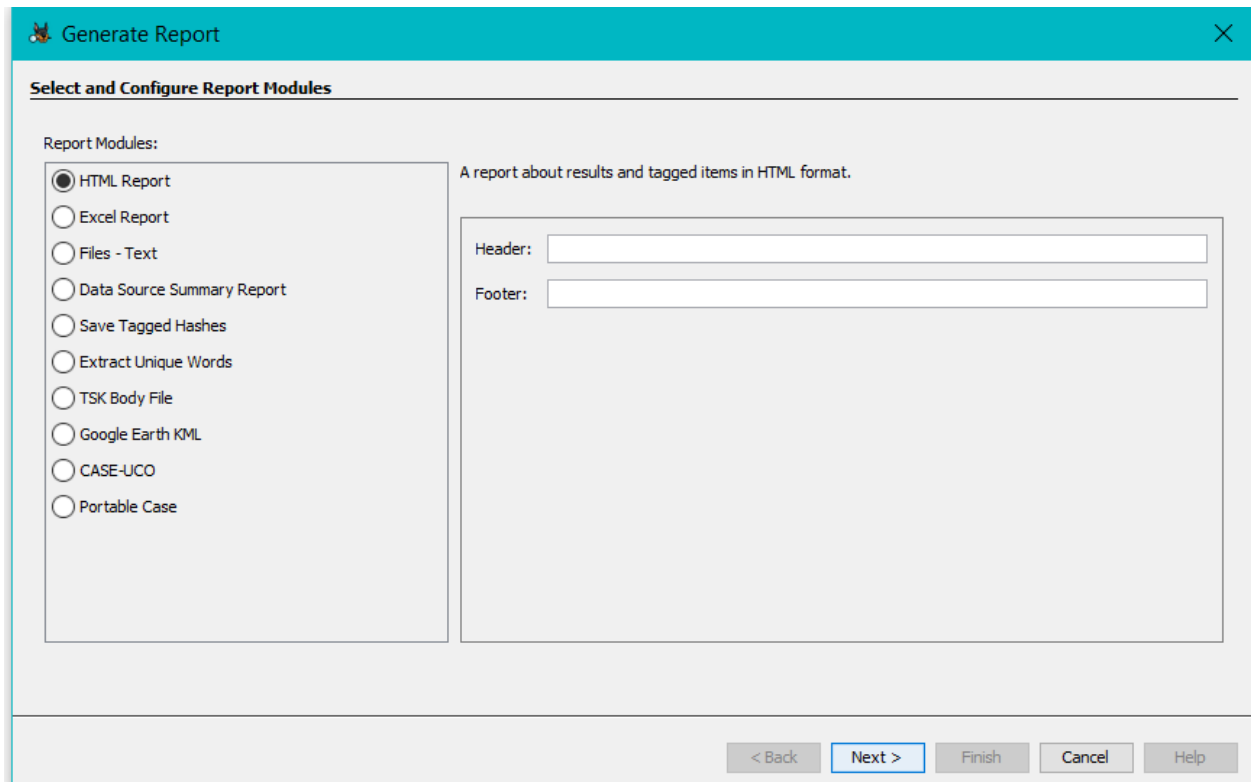 Generate Report
Select and Configure Report Modules
Report Modules:
HTML Report
Excel Report
Files - Text
Data Source Summary Report
Save Tagged Hashes
Extract Unique Words
TSK Body File
Google Earth KML
CASE-UCO
Portable Case
A report about results and tagged items in HTML format.
Header:
Footer:
< Back Next > Finish Cancel Help